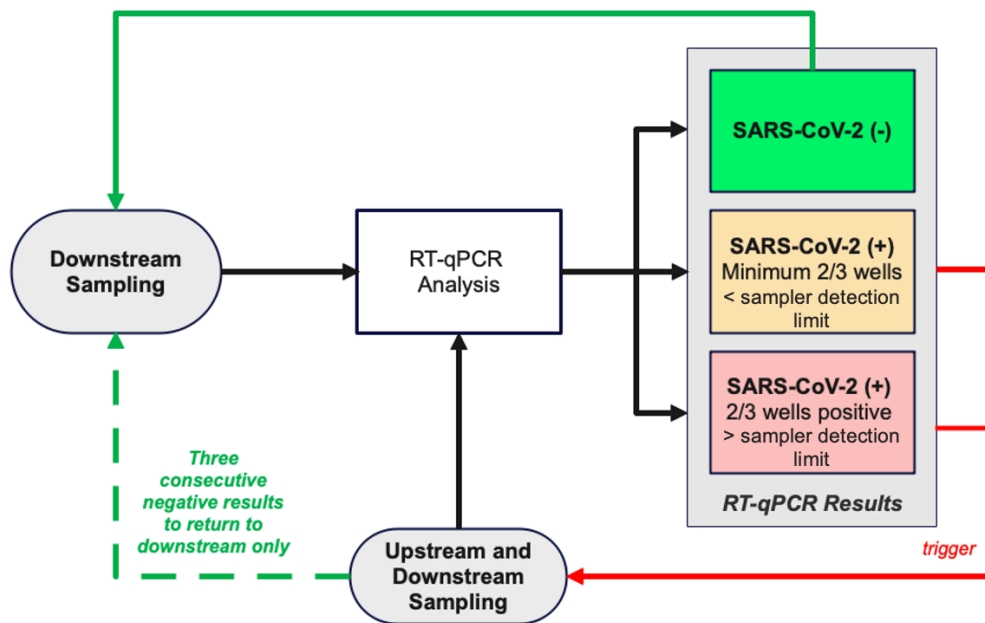 SARS-CoV-2 (-)
Downstream
Sampling
RT-qPCR
Analysis
SARS-CoV-2 (+)
Minimum 2/3 wells
< sampler detection
limit
SARS-CoV-2 (+)
2/3 wells positive
> sampler detection
limit
RT-qPCR Results
Three
consecutive
negative results
to return to
downstream only
trigger
Upstream and
Downstream
Sampling